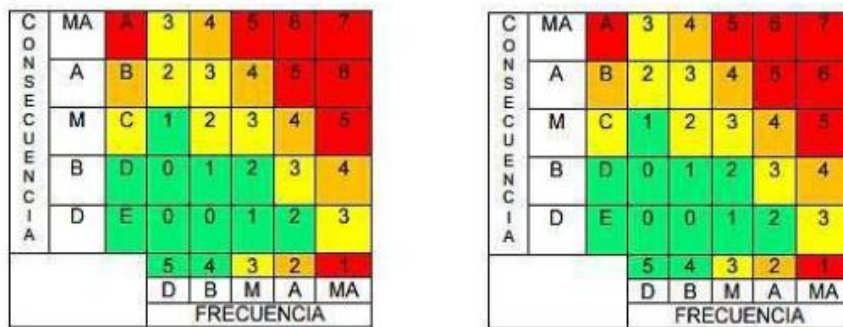 CONSECUENCIA
MA A 3 4 5 6 7
A B 2 3 4 5 6
M C 1 2 3 4 5
B D 0 1 2 3 4
D E 0 0 1 2 3
5 4 3 2 1
D B M A MA
FRECUENCIA
CONSECUENCIA
MA A 3 4 5 6 7
A B 2 3 4 5 6
M C 1 2 3 4 5
B D 0 1 2 3 4
D E 0 0 1 2 3
5 4 3 2 1
D B M A MA
FRECUENCIA